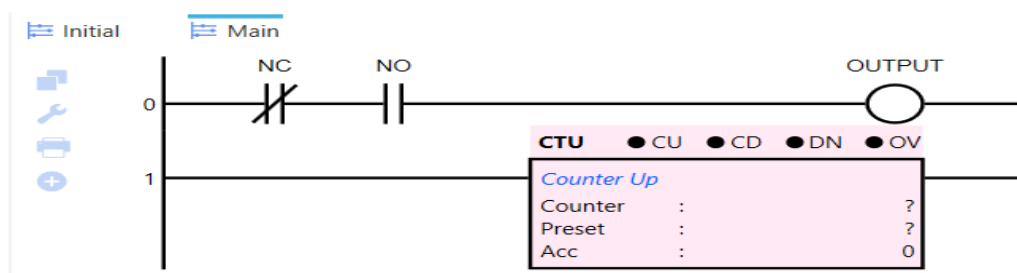 Initial Main
NC NO OUTPUT
0
CTU CU CD DN OV
1 Counter Up
Counter : ?
Preset : ?
Acc : 0